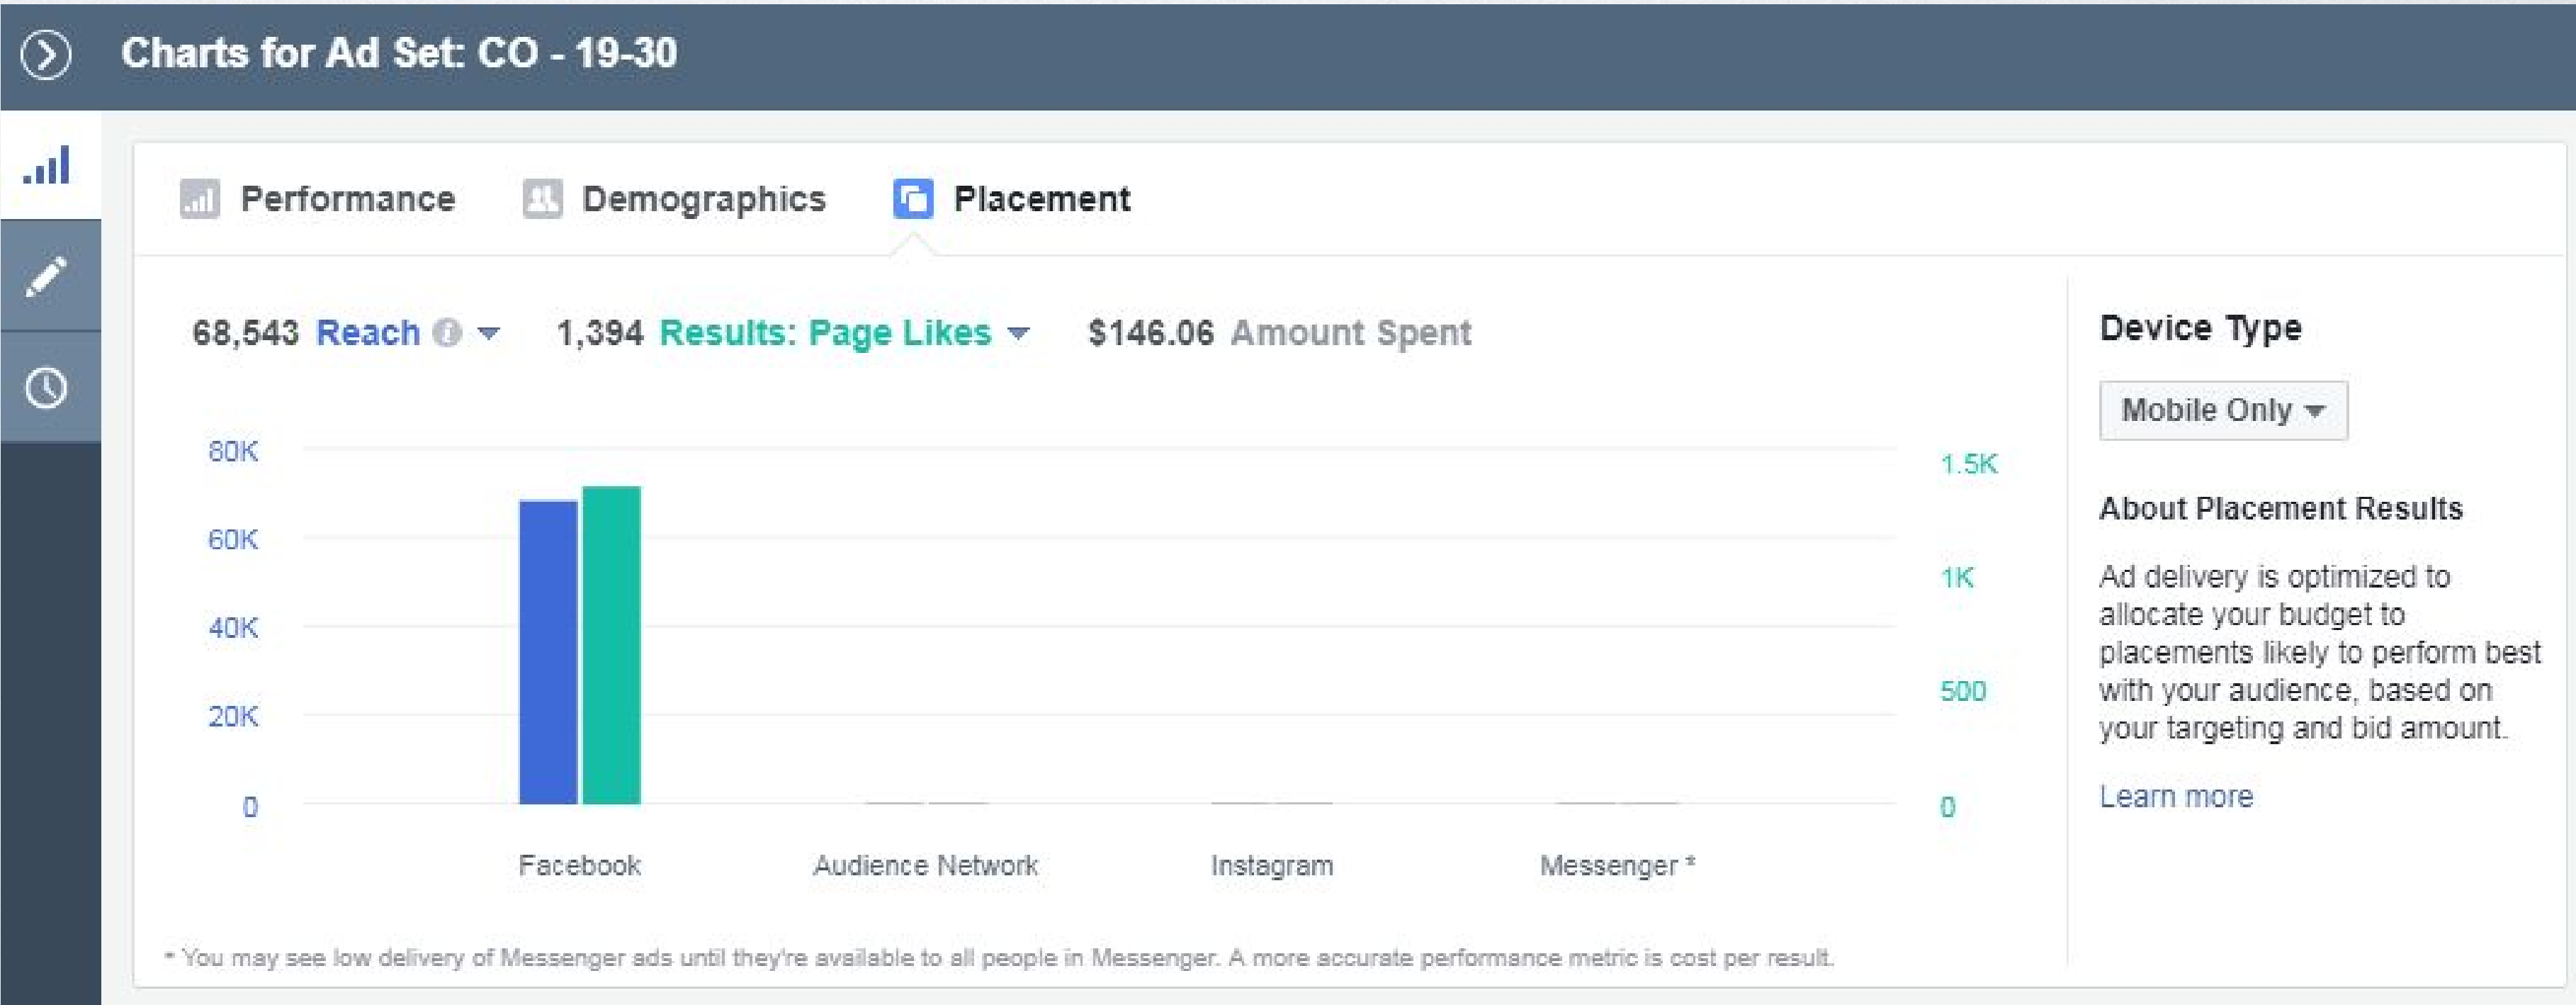 Charts for Ad Set: CO - 19-30
Performance Demographics Placement
68,543 Reach 1,394 Results: Page Likes $146.06 Amount Spent
80K
60K
40K
20K
0
1.5K
1K
500
0
Facebook Audience Network Instagram Messenger *
* You may see low delivery of Messenger ads until they're available to all people in Messenger. A more accurate performance metric is cost per result.
Device Type
Mobile Only
About Placement Results
Ad delivery is optimized to
allocate your budget to
placements likely to perform best
with your audience, based on
your targeting and bid amount.
Learn more